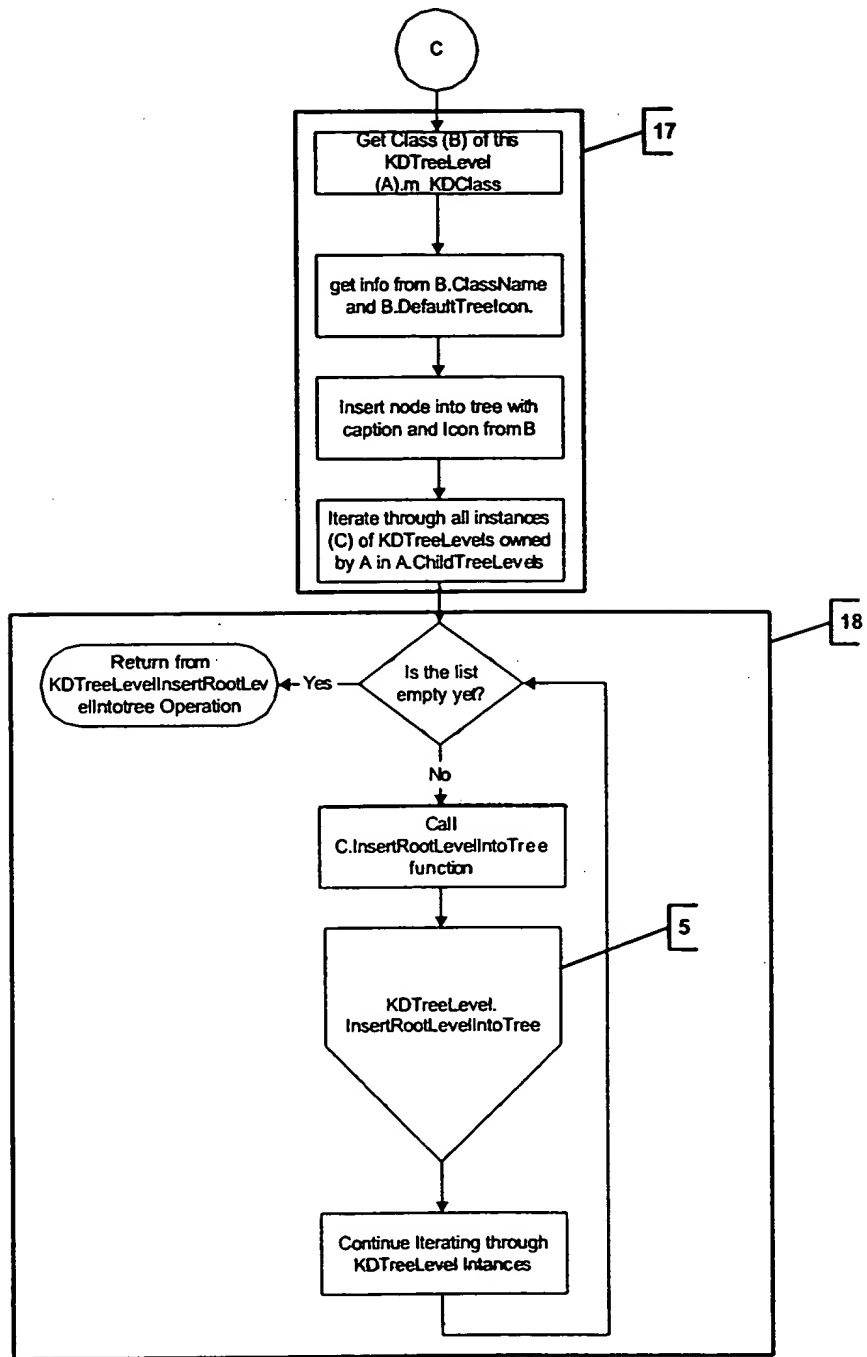 C
17
Get Class (B) of this
KDTreeLevel
(A).m_KDClass
get info from B.ClassName
and B.DefaultTreeIcon.
Insert node into tree with
caption and Icon from B
Iterate through all instances
(C) of KDTreeLevels owned
by A in A.ChildTreeLevels
18
Return from
KDTreeLevelInsertRootLev
elIntotree Operation
Yes
Is the list
empty yet?
No
Call
C.InsertRootLevelIntoTree
function
5
KDTreeLevel.
InsertRootLevelIntoTree
Continue Iterating through
KDTreeLevel Intances